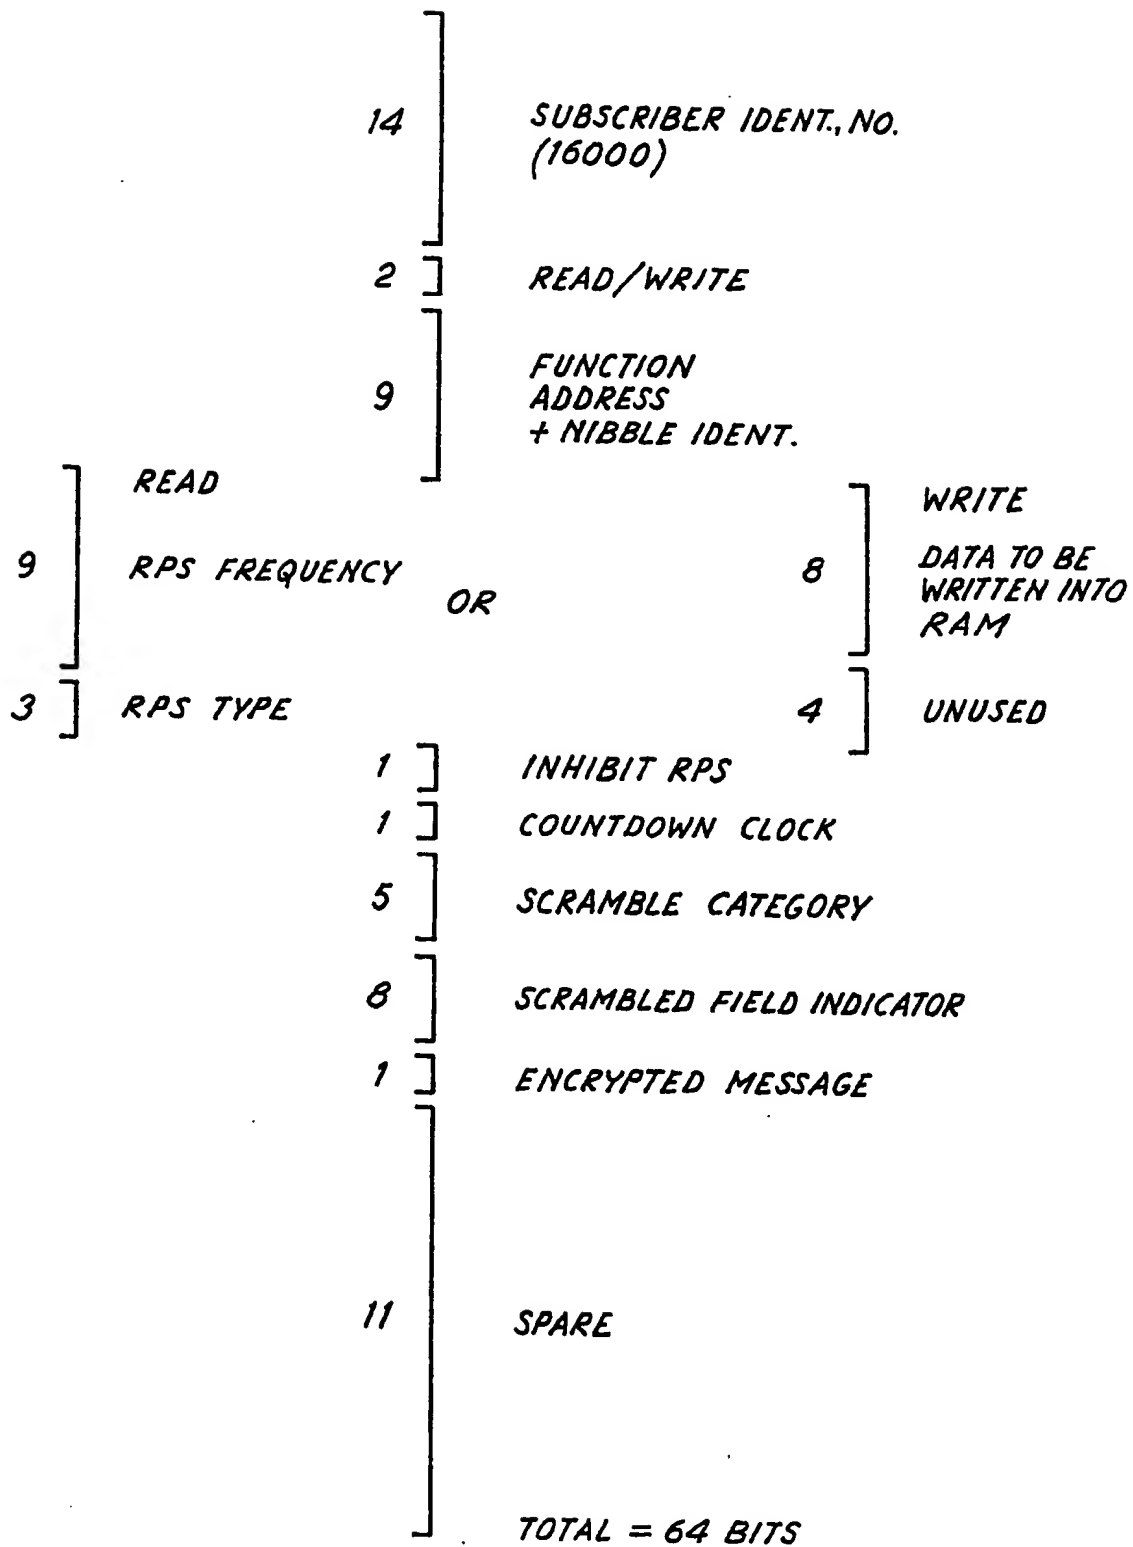 14 SUBSCRIBER IDENT., NO.
(16000)
2 READ/WRITE
9 FUNCTION
ADDRESS
+ NIBBLE IDENT.
READ
9 RPS FREQUENCY
3 RPS TYPE
OR
WRITE
8 DATA TO BE
WRITTEN INTO
RAM
4 UNUSED
1 INHIBIT RPS
1 COUNTDOWN CLOCK
5 SCRAMBLE CATEGORY
8 SCRAMBLED FIELD INDICATOR
1 ENCRYPTED MESSAGE
11 SPARE
TOTAL = 64 BITS